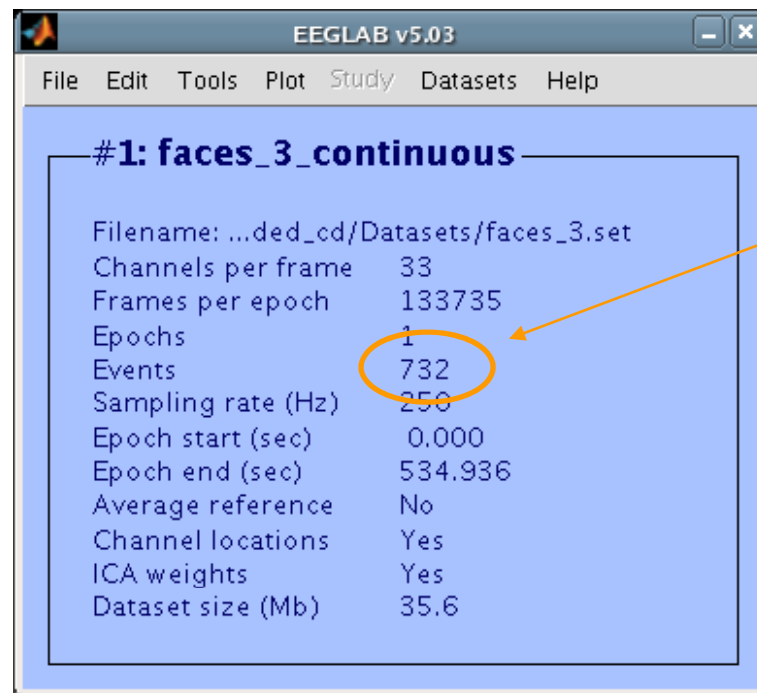 EEGLAB v5.03
File Edit Tools Plot Study Datasets Help
#1: faces_3_continuous
Filename: ...ded_cd/Datasets/faces_3.set
Channels per frame 33
Frames per epoch 133735
Epochs 1
Events 732
Sampling rate (Hz) 250
Epoch start (sec) 0.000
Epoch end (sec) 534.936
Average reference No
Channel locations Yes
ICA weights Yes
Dataset size (Mb) 35.6